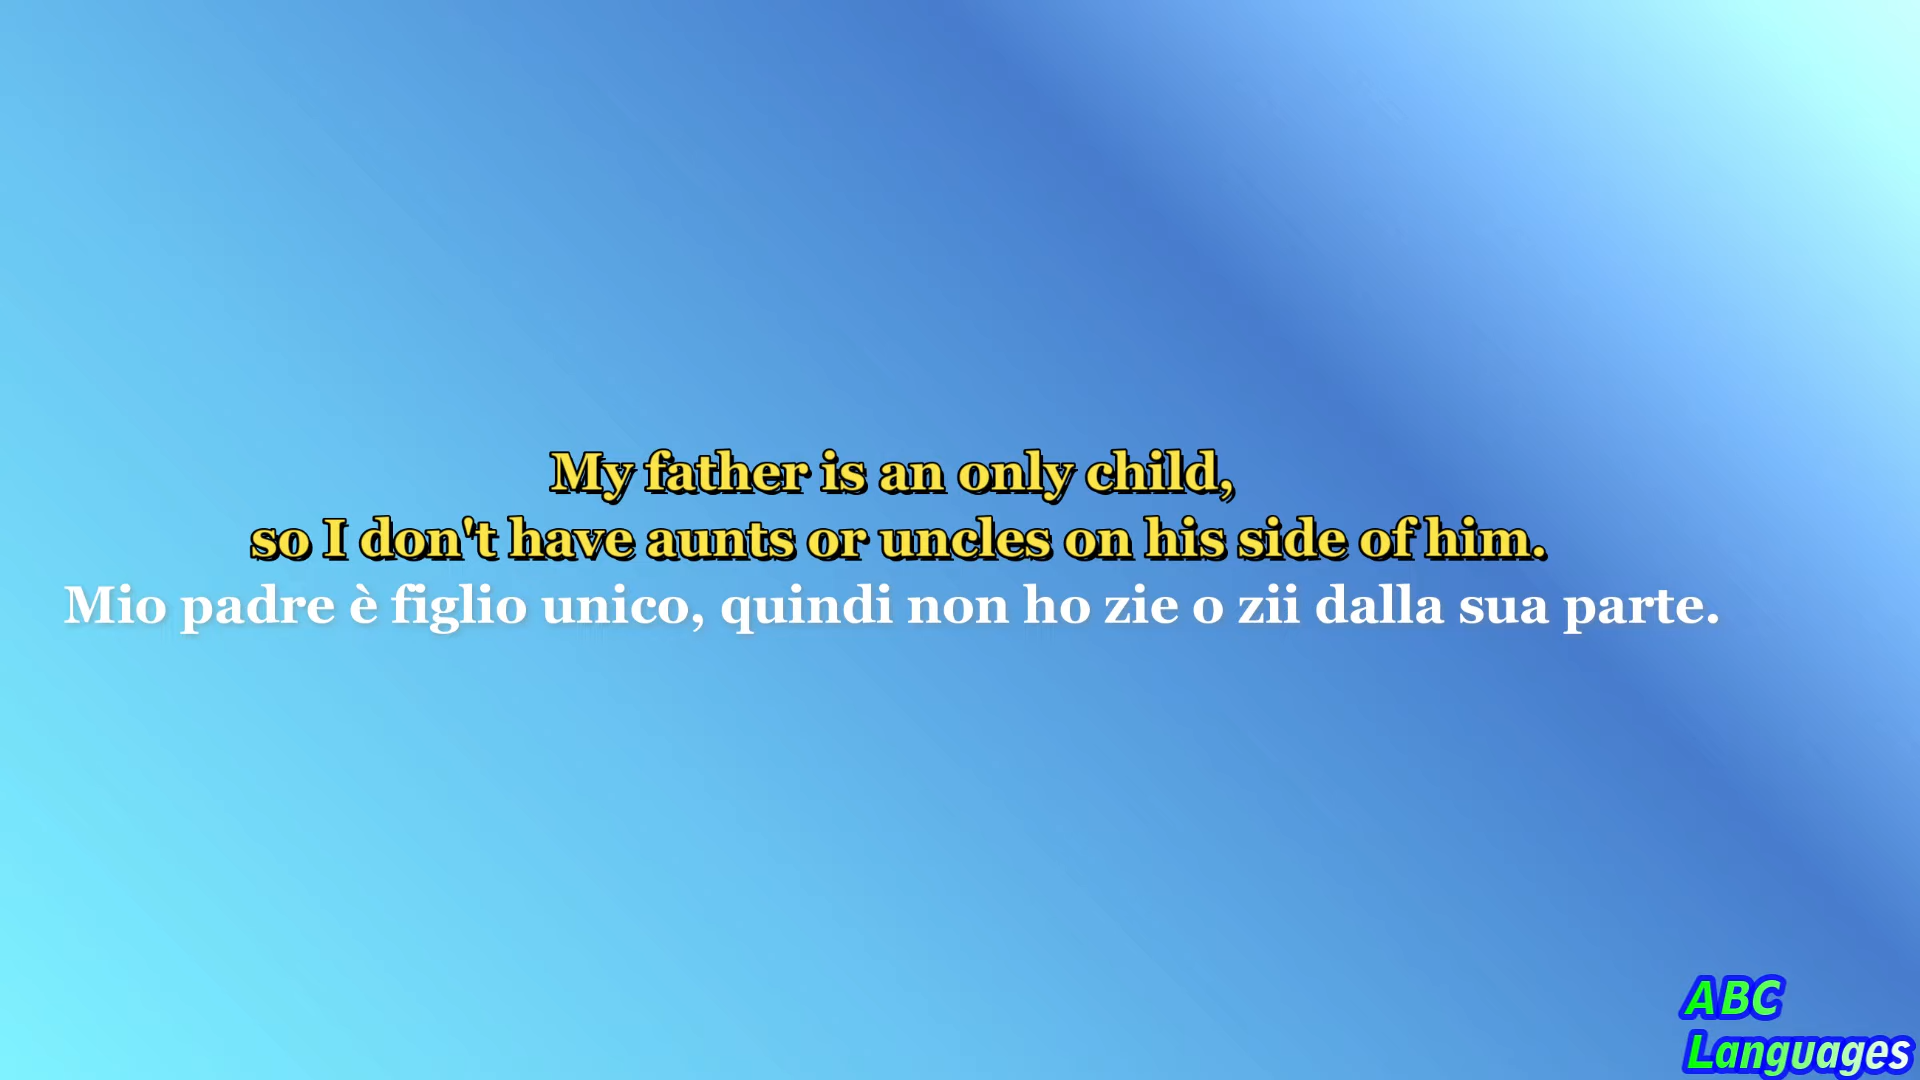 My father is an only child,
so I don't have aunts or uncles on his side of him.
Mio padre è figlio unico, quindi non ho zie o zii dalla sua parte.
ABC
Languages